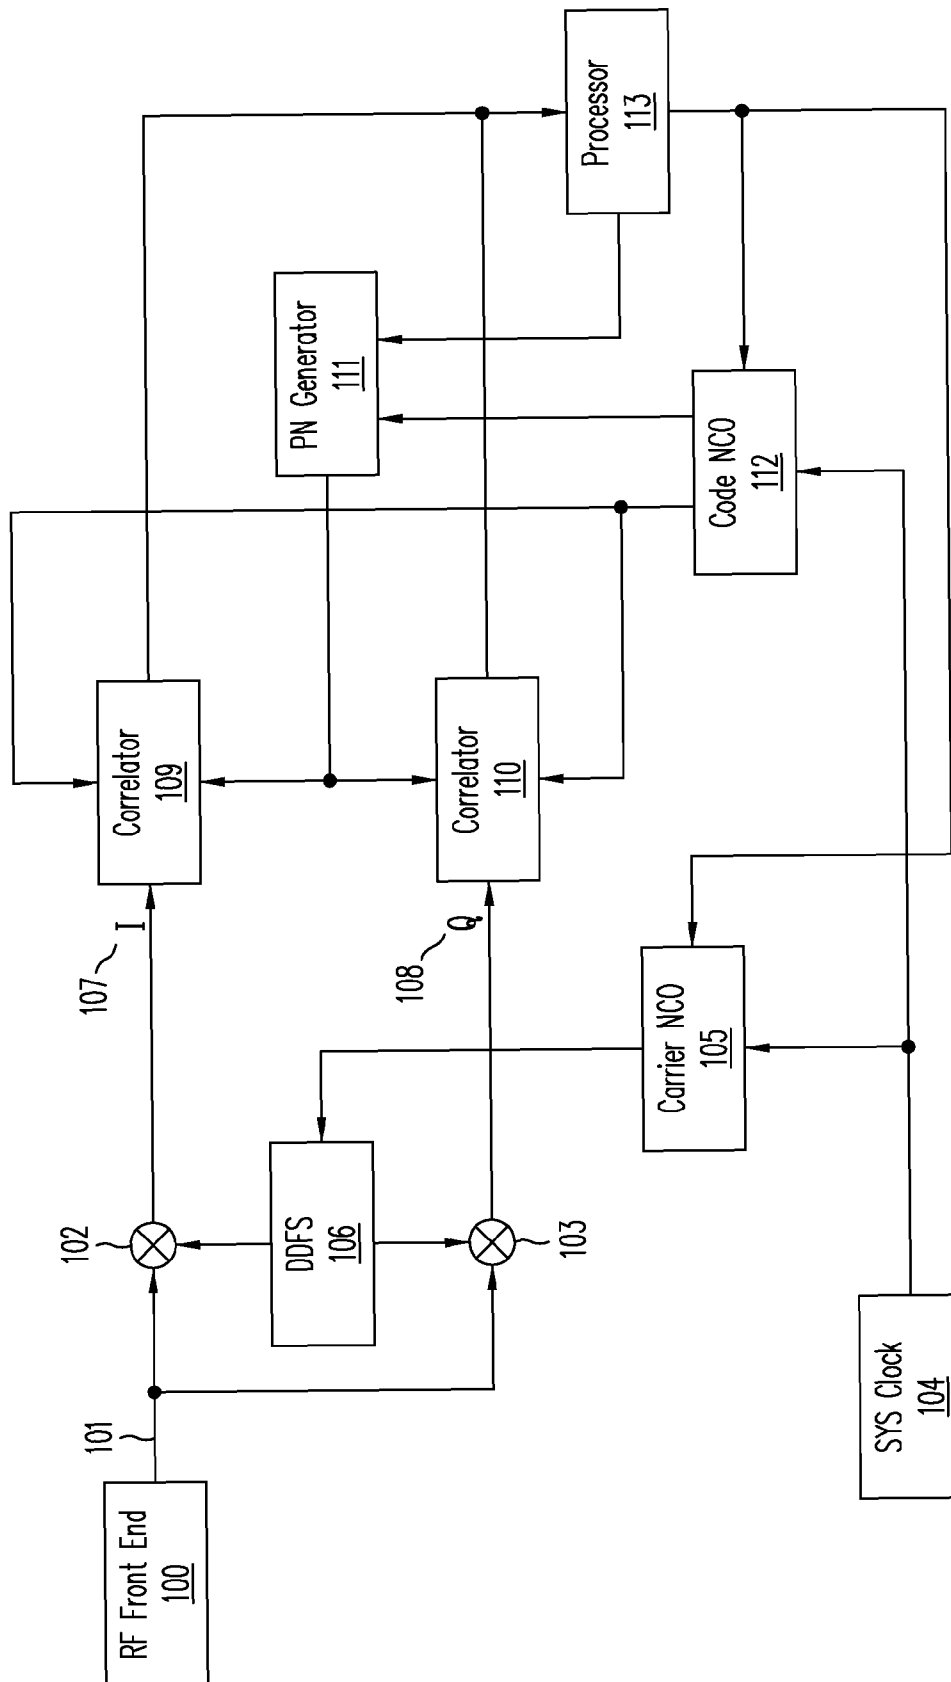 RF Front End
100
101
102
103
DDFS
106
107
I
108
Q
Correlator
109
Correlator
110
PN Generator
111
Processor
113
Code NCO
112
Carrier NCO
105
SYS Clock
104